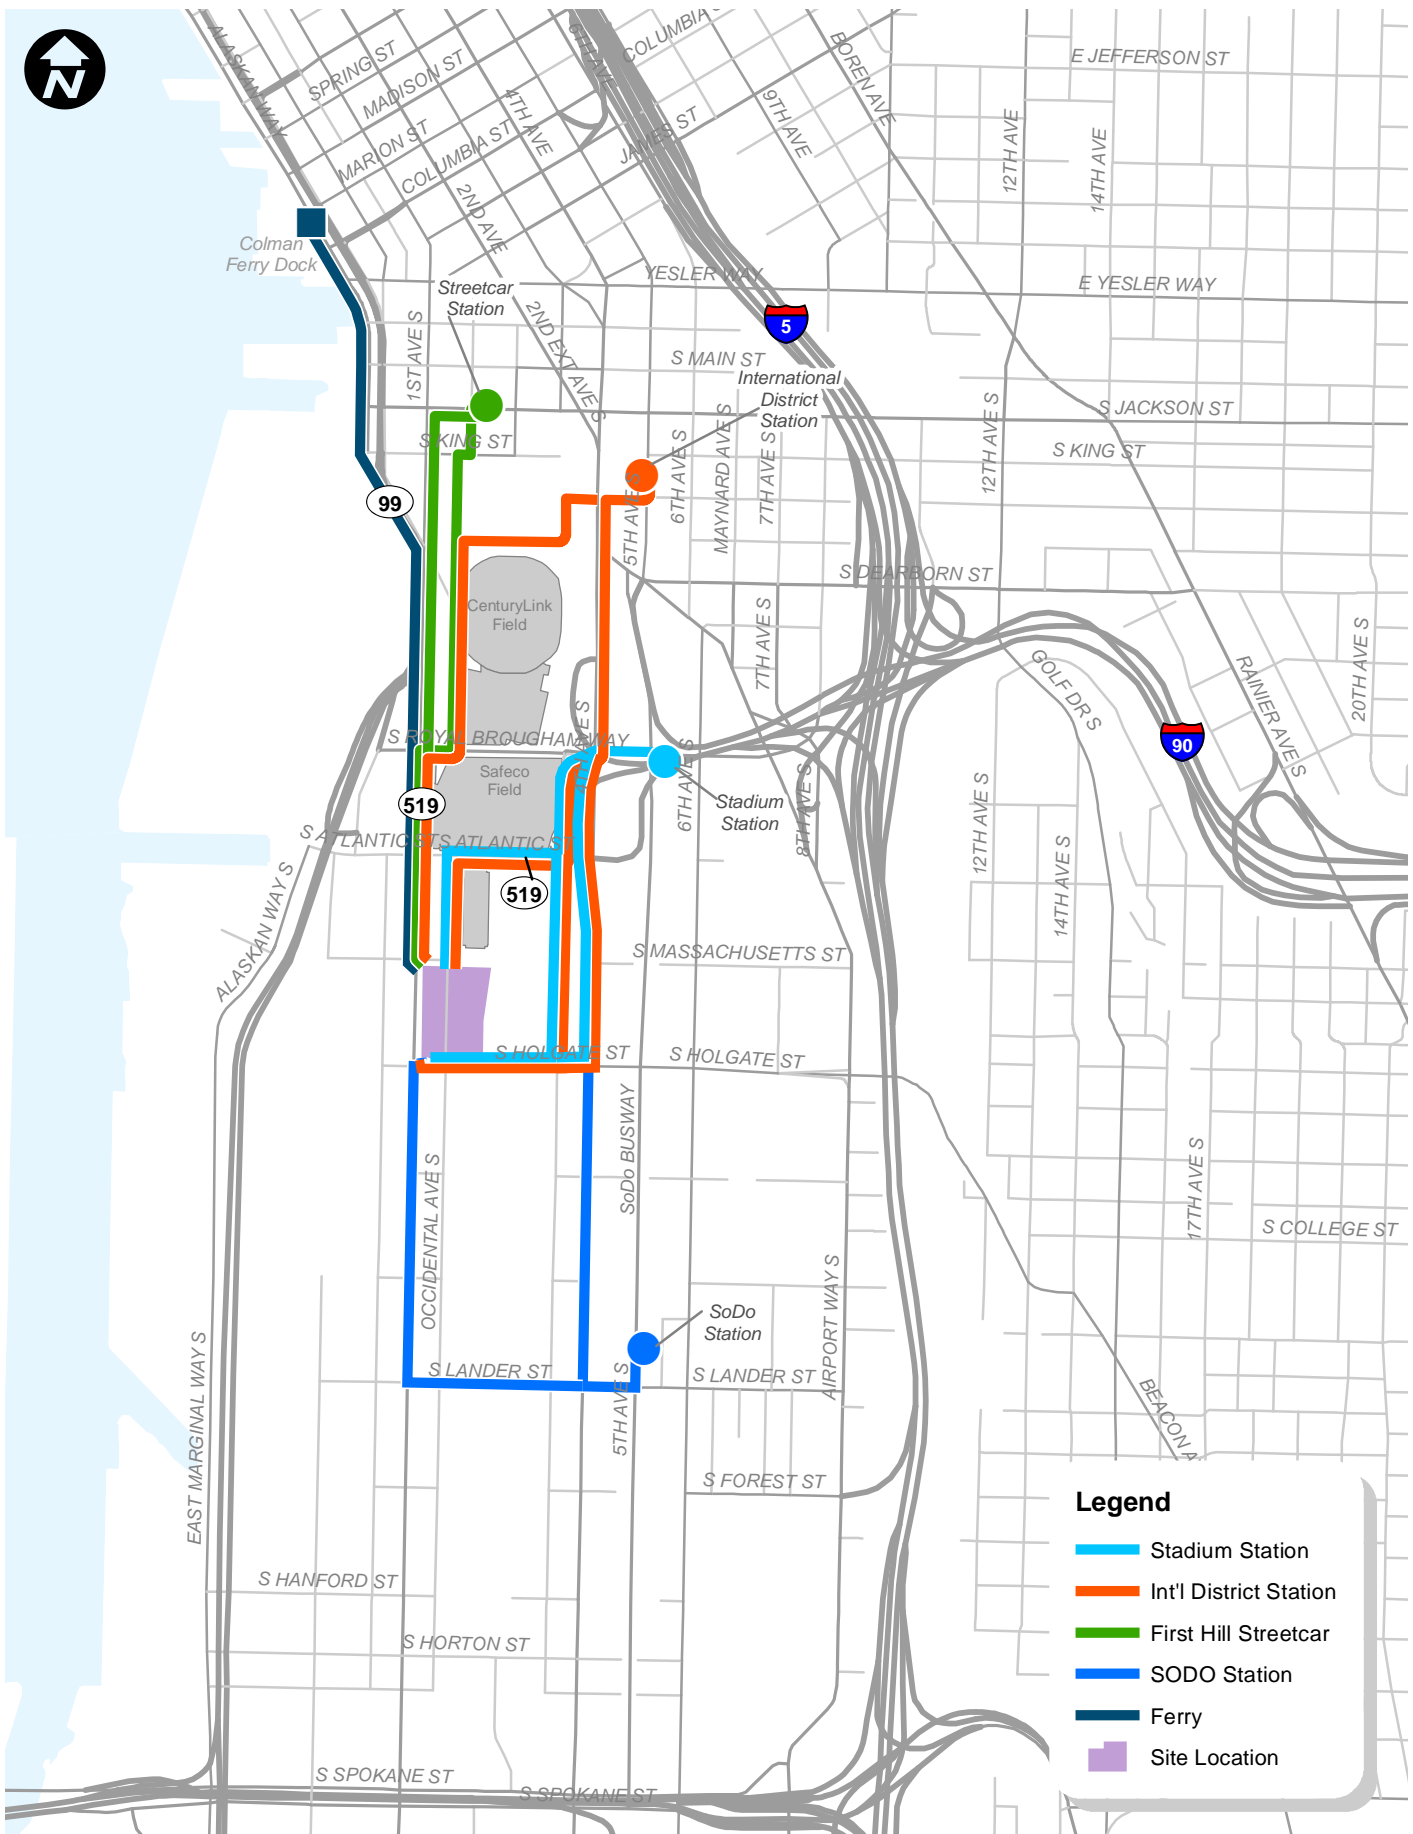 N
ALASKAN WAY
SPRING ST
MADISON ST
MARION ST
COLUMBIA ST
4TH AVE
2ND AVE
6TH AVE
COLUMBIA S
JAMES ST
9TH AVE
BOREN AVE
E JEFFERSON ST
12TH AVE
14TH AVE
Colman
Ferry Dock
Streetcar
Station
YESLER WAY
E YESLER WAY
5
1ST AVE S
2ND EXT AVE S
S MAIN ST
International
District
Station
S JACKSON ST
S KING ST
S KING ST
12TH AVE S
99
5TH AVE S
6TH AVE S
MAYNARD AVE S
7TH AVE S
S DEARBORN ST
CenturyLink
Field
7TH AVE S
GOLF DR S
RAINIER AVE S
20TH AVE S
90
S ROYAL BROUGHAM WAY
4TH AVE S
6TH AVE S
8TH AVE S
Safeco
Field
Stadium
Station
519
S ATLANTIC ST
S ATLANTIC ST
519
12TH AVE S
14TH AVE S
ALASKAN WAY S
S MASSACHUSETTS ST
S HOLGATE ST
S HOLGATE ST
SoDo BUSWAY
OCCIDENTAL AVE S
17TH AVE S
S COLLEGE ST
AIRPORT WAY S
SoDo
Station
EAST MARGINAL WAY S
S LANDER ST
S LANDER ST
5TH AVE S
BEACON A
S FOREST ST
S HANFORD ST
S HORTON ST
S SPOKANE ST
S SPOKANE ST
Legend
Stadium Station
Int'l District Station
First Hill Streetcar
SODO Station
Ferry
Site Location